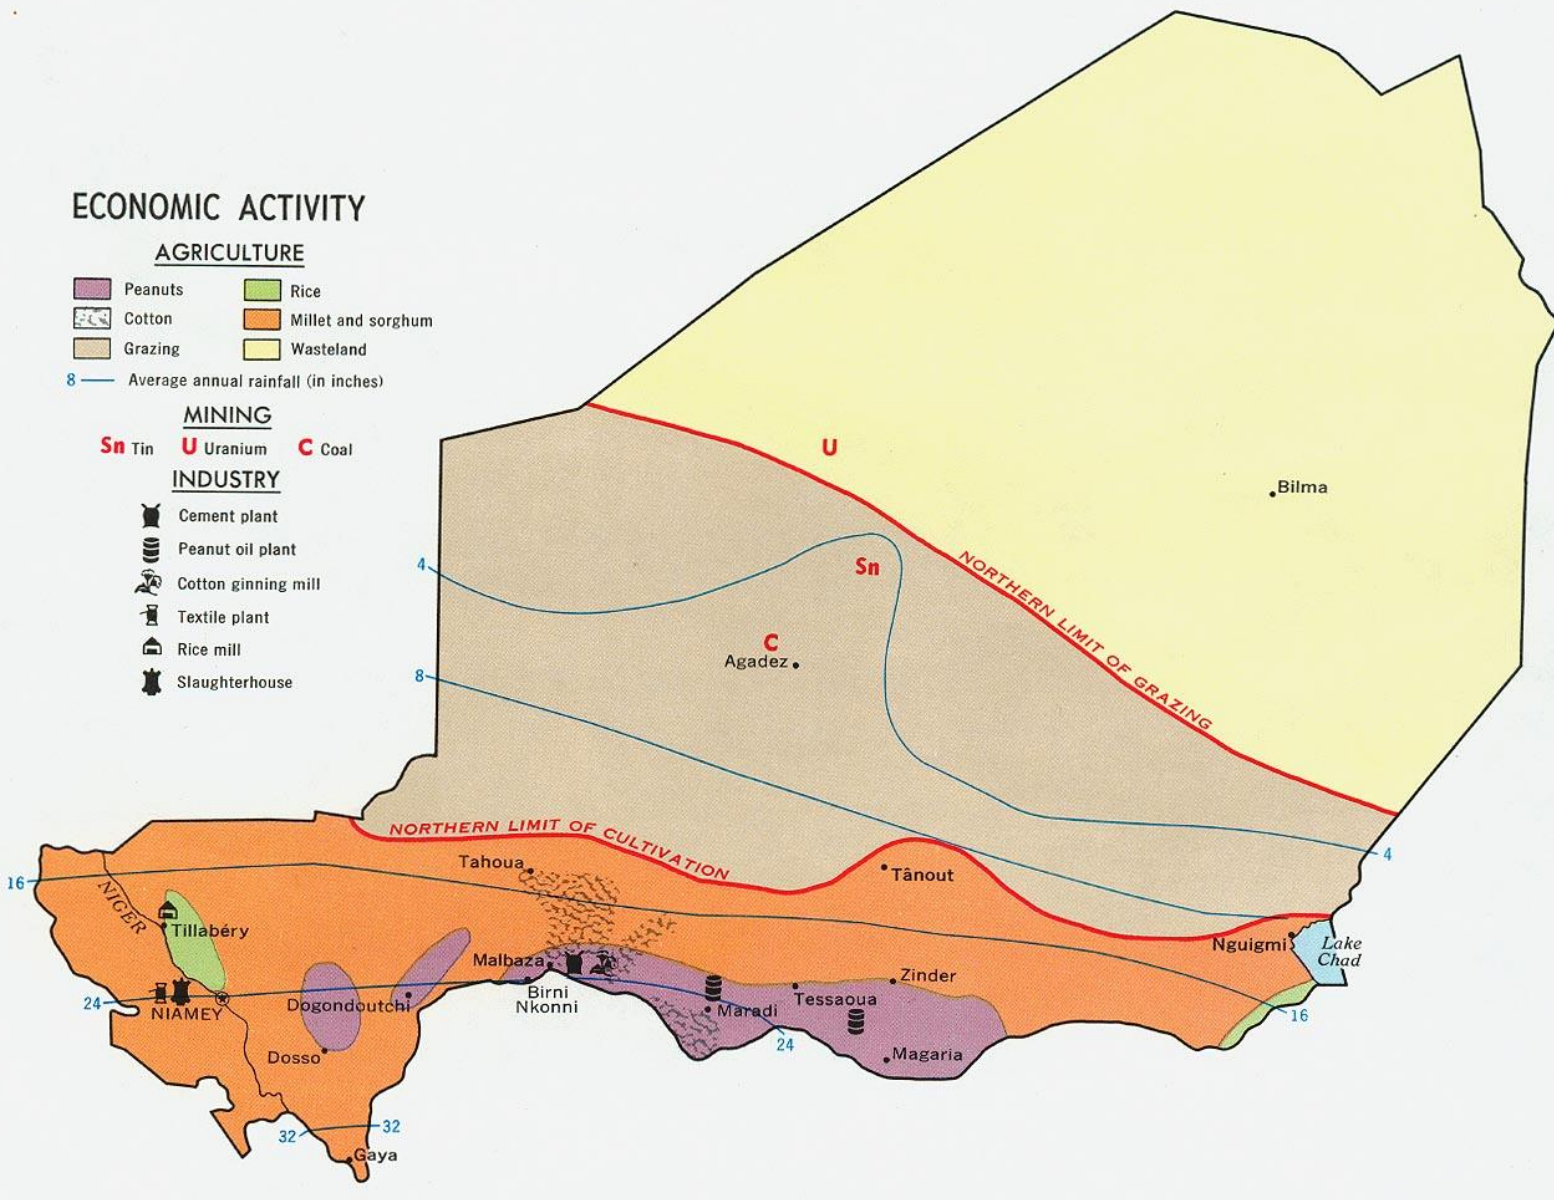 ECONOMIC ACTIVITY
AGRICULTURE
Peanuts
Rice
Cotton
Millet and sorghum
Grazing
Wasteland
8 Average annual rainfall (in inches)
MINING
Sn Tin U Uranium C Coal
INDUSTRY
Cement plant
Peanut oil plant
Cotton ginning mill
Textile plant
Rice mill
Slaughterhouse
U
Bilma
NORTHERN LIMIT OF GRAZING
4
Sn
C
Agadez
8
4
NORTHERN LIMIT OF CULTIVATION
16
Tahoua
Tânout
NIGER
Tillabéry
Nguigmi
Lake
Chad
Malbaza
Zinder
Birni
Nkonni
24
NIAMEY
Dogondoutchi
Maradi
Tessaoua
16
24
Dosso
Magaria
32
32
Gaya